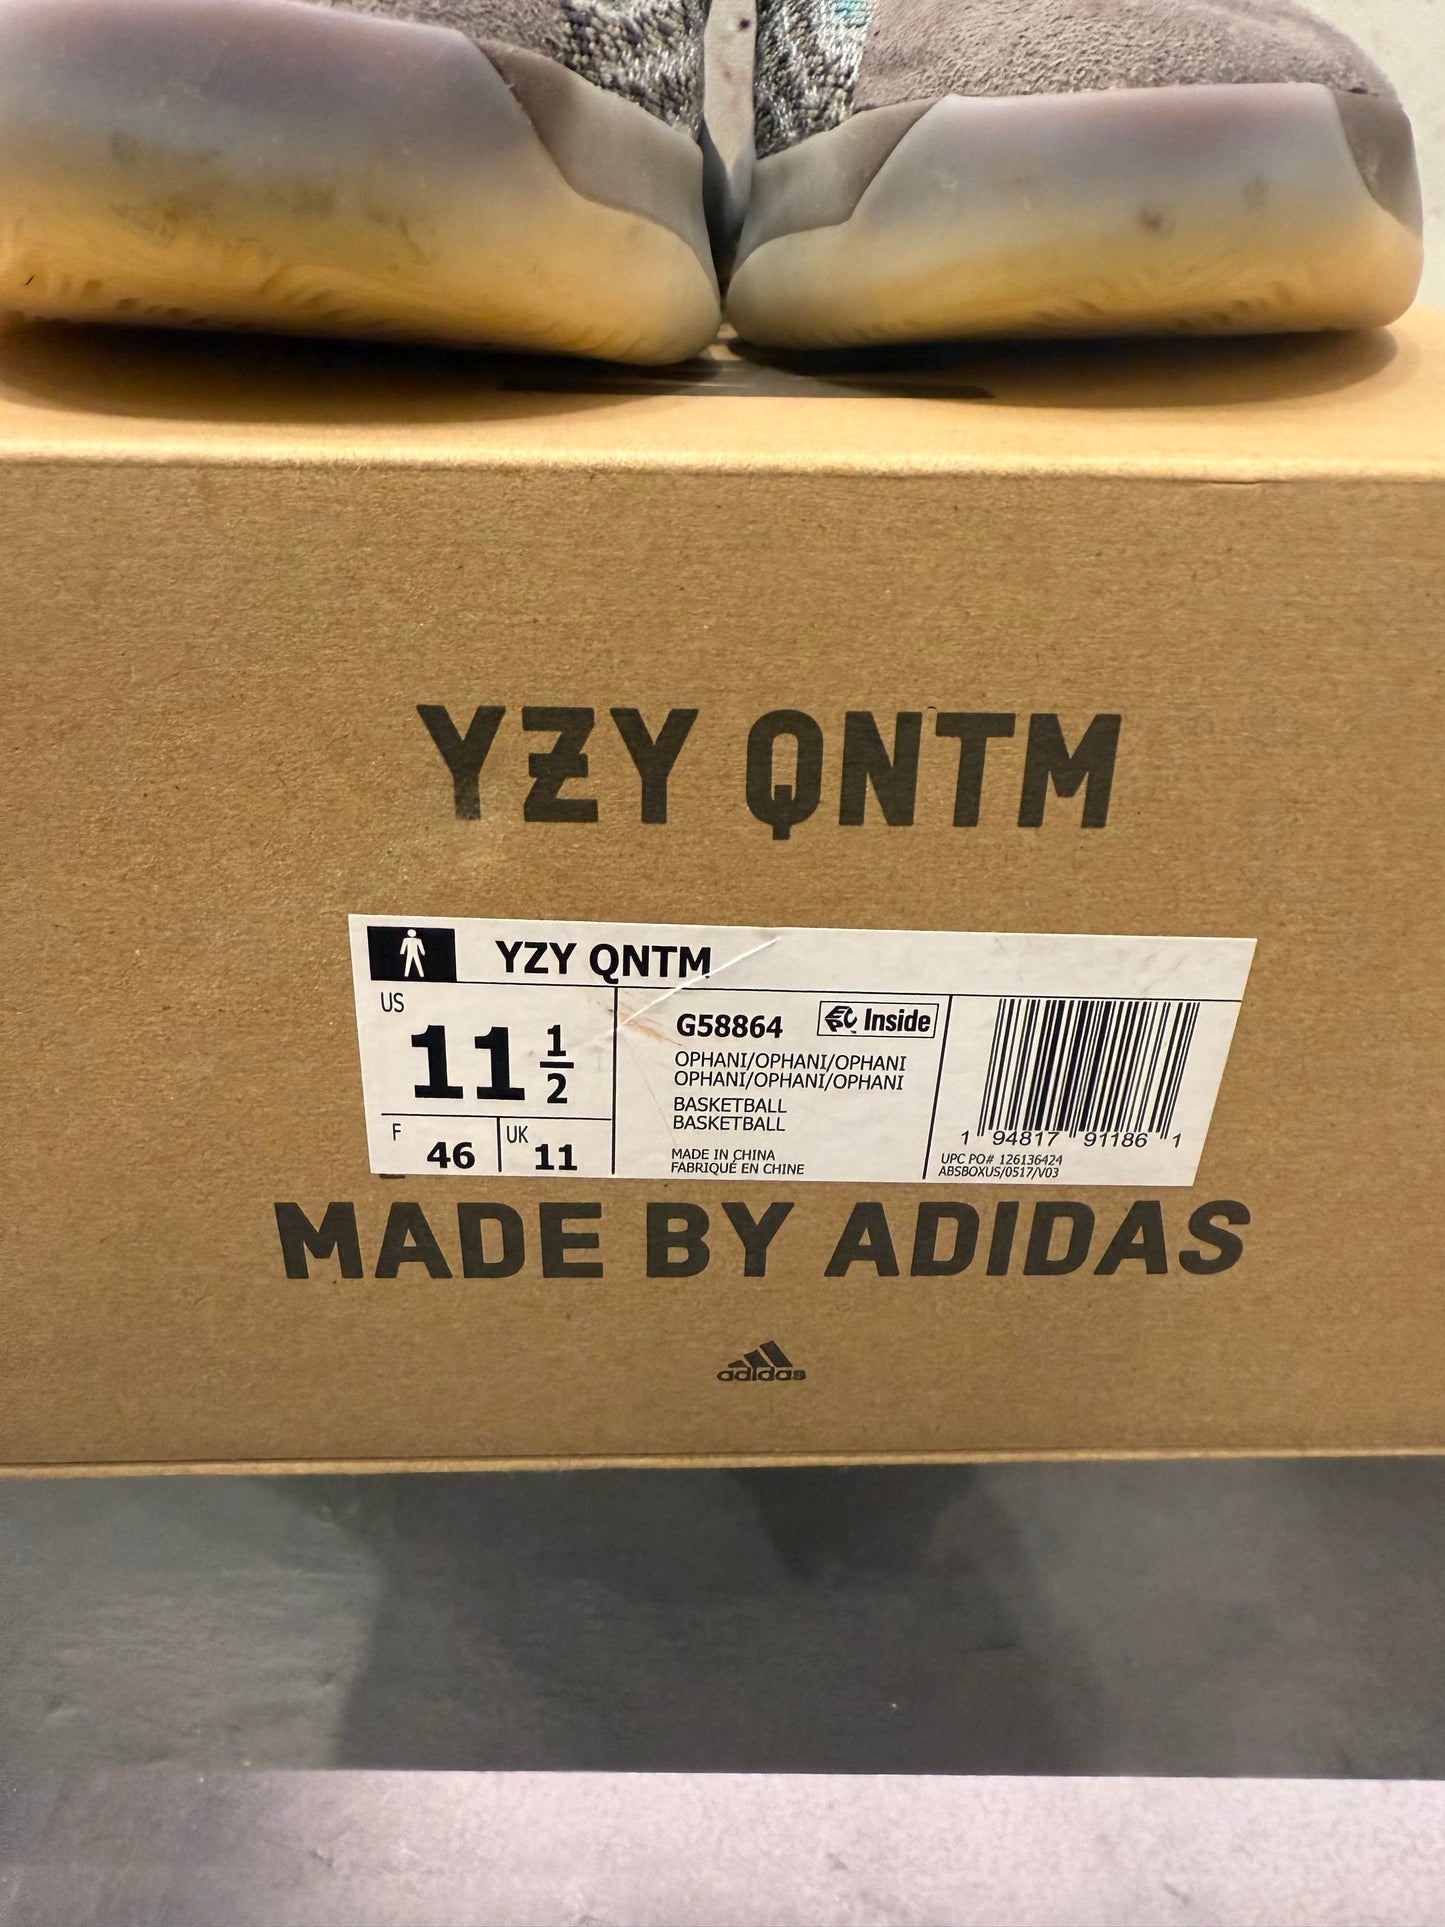 YZY QNTM
YZY QNTM
US
11 1/2
F 46
UK 11
G58864
EPC Inside
OPHANI/OPHANI/OPHANI
OPHANI/OPHANI/OPHANI
BASKETBALL
BASKETBALL
MADE IN CHINA
FABRIQUÉ EN CHINE
1 94817 91186 1
UPC PO# 126136424
ABSBOXUS/0517/V03
MADE BY ADIDAS
adidas